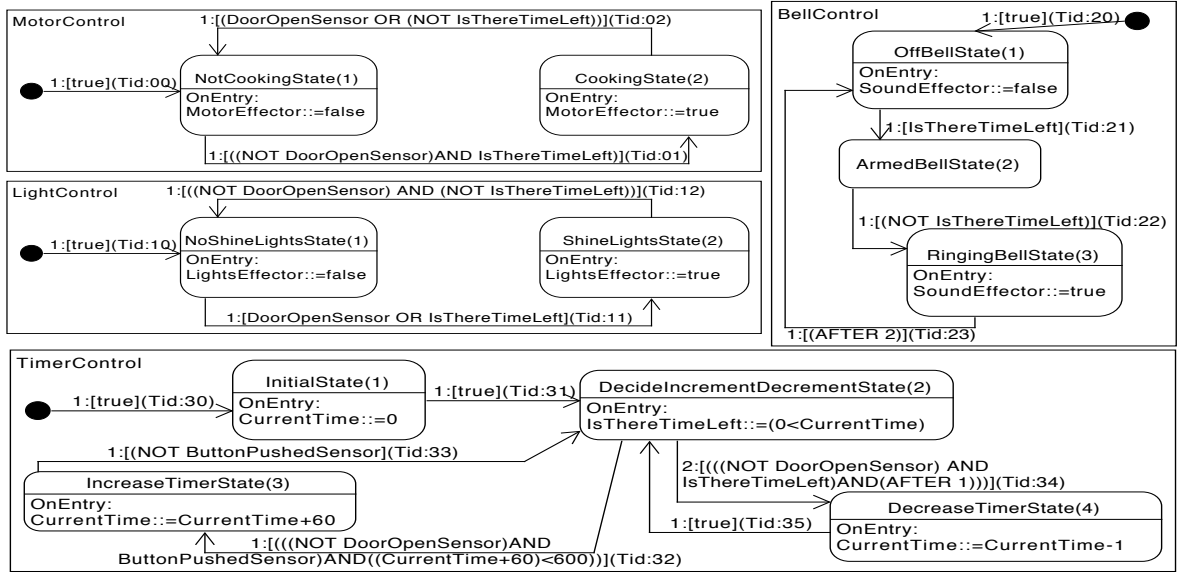 MotorControl
1:[(DoorOpenSensor OR (NOT IsThereTimeLeft))](Tid:02)
1:[true](Tid:00)
NotCookingState(1)
OnEntry:
MotorEffector::=false
CookingState(2)
OnEntry:
MotorEffector::=true
1:[((NOT DoorOpenSensor)AND IsThereTimeLeft)](Tid:01)
LightControl
1:[((NOT DoorOpenSensor) AND (NOT IsThereTimeLeft))](Tid:12)
1:[true](Tid:10)
NoShineLightsState(1)
OnEntry:
LightsEffector::=false
ShineLightsState(2)
OnEntry:
LightsEffector::=true
1:[DoorOpenSensor OR IsThereTimeLeft](Tid:11)
BellControl
1:[true](Tid:20)
OffBellState(1)
OnEntry:
SoundEffector::=false
1:[IsThereTimeLeft](Tid:21)
ArmedBellState(2)
1:[(NOT IsThereTimeLeft)](Tid:22)
RingingBellState(3)
OnEntry:
SoundEffector::=true
1:[(AFTER 2)](Tid:23)
TimerControl
1:[true](Tid:30)
InitialState(1)
OnEntry:
CurrentTime::=0
1:[true](Tid:31)
DecideIncrementDecrementState(2)
OnEntry:
IsThereTimeLeft::=(0<CurrentTime)
1:[(NOT ButtonPushedSensor](Tid:33)
IncreaseTimerState(3)
OnEntry:
CurrentTime::=CurrentTime+60
2:[(((NOT DoorOpenSensor) AND
IsThereTimeLeft)AND(AFTER 1)))](Tid:34)
DecreaseTimerState(4)
OnEntry:
CurrentTime::=CurrentTime-1
1:[true](Tid:35)
1:[(((NOT DoorOpenSensor)AND
ButtonPushedSensor)AND((CurrentTime+60)<600))](Tid:32)